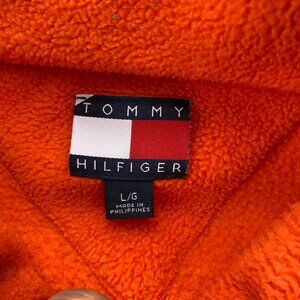 TOMMY
HILFIGER
L/G
MADE IN
PHILIPPINES